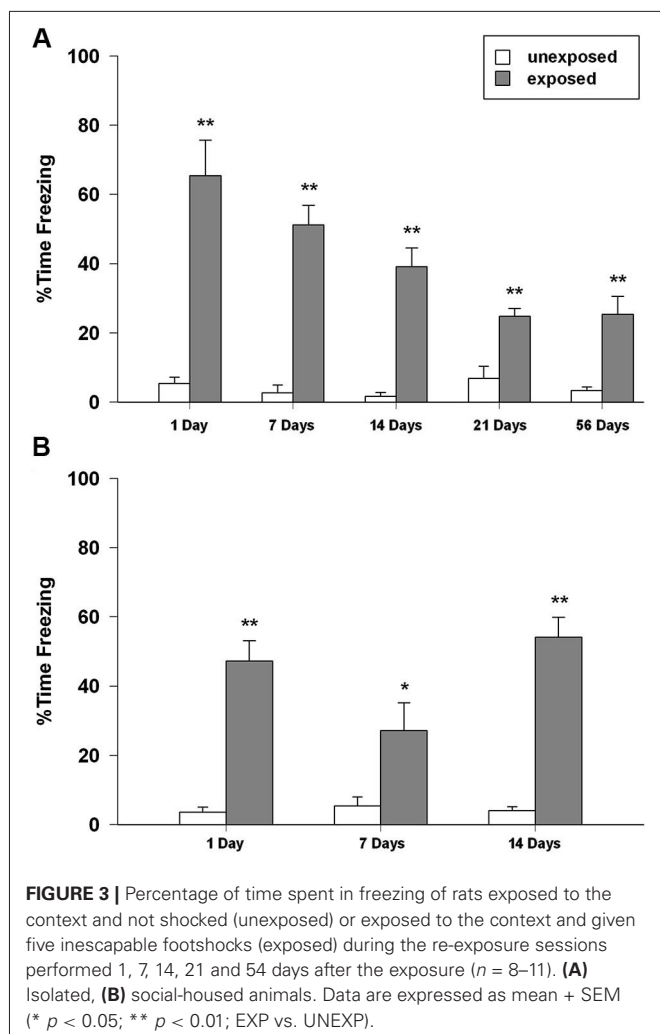 A
100
80
60
40
20
0
%Time Freezing
unexposed
exposed
**
**
**
**
**
1 Day
7 Days
14 Days
21 Days
56 Days
B
100
80
60
40
20
0
%Time Freezing
**
*
**
1 Day
7 Days
14 Days
FIGURE 3 | Percentage of time spent in freezing of rats exposed to the
context and not shocked (unexposed) or exposed to the context and given
five inescapable footshocks (exposed) during the re-exposure sessions
performed 1, 7, 14, 21 and 54 days after the exposure (n = 8–11). (A)
Isolated, (B) social-housed animals. Data are expressed as mean + SEM
(* p < 0.05; ** p < 0.01; EXP vs. UNEXP).